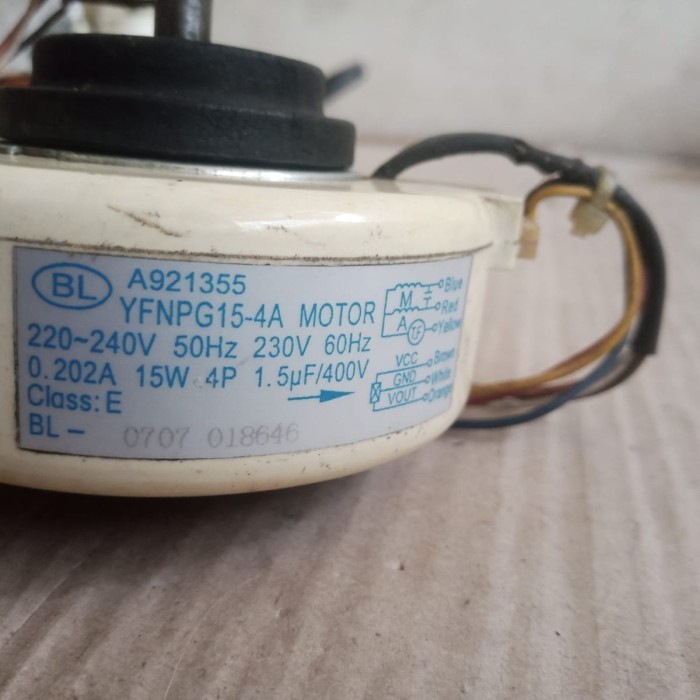 BL
A921355
YFNPG15-4A MOTOR
220~240V 50Hz 230V 60Hz
0.202A 15W 4P 1.5μF/400V
Class: E
BL- 0707 018646
M
A
T.F
Blue
Red
Yellow
VCC
GND
VOUT
Brown
White
Orange